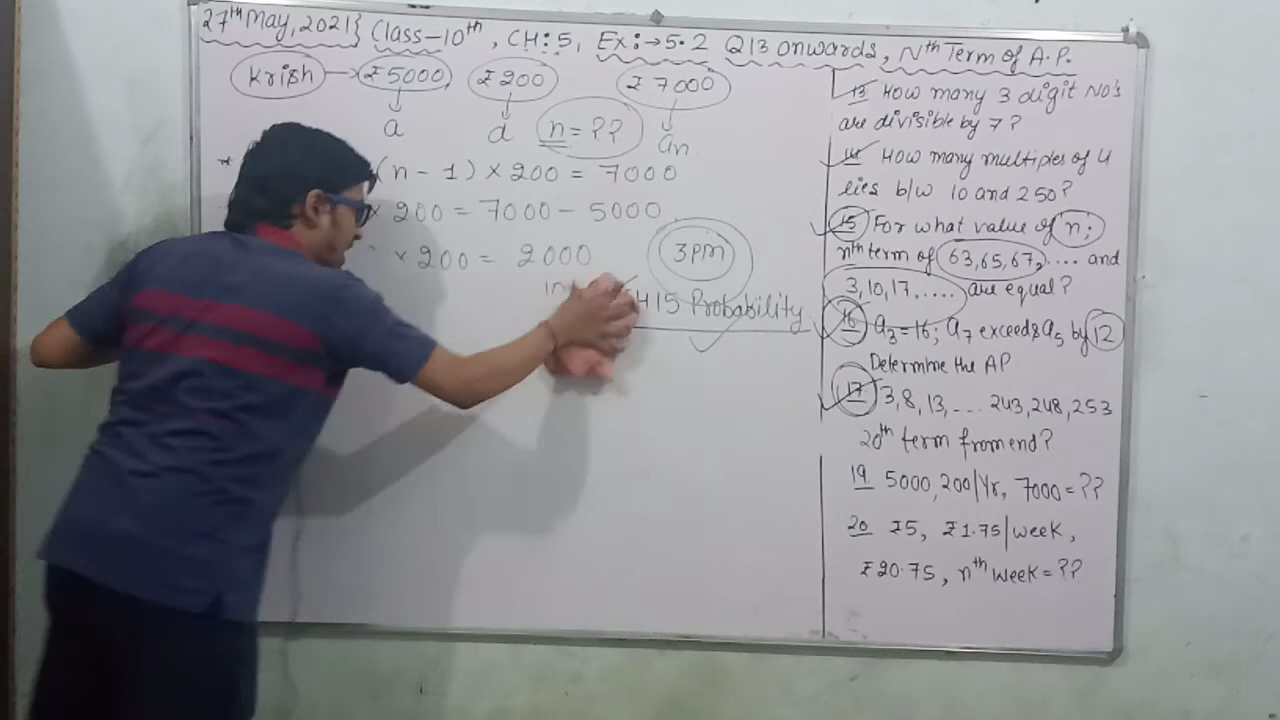 27th May, 2021} Class-10th, CH: 5, Ex:→5.2 Q13 onwards, Nth Term of A.P.
Krish → ₹5000 ₹200 ₹7000
a d n = ?? an
(n - 1) × 200 = 7000
× 200 = 7000 - 5000
× 200 = 2000
3pm
H15 Probability
13 How many 3 digit NO's
are divisible by 7?
14 How many multiples of 4
lies b/w 10 and 250?
15 For what value of n;
nth term of 63,65,67,.... and
3,10,17,..... are equal?
16 a3=16; a7 exceeds a5 by 12
Determine the AP
17 3,8,13,.... 243,248,253
20th term from end?
19 5000, 200/Yr, 7000=??
20 ₹5, ₹1.75/week,
₹20.75, nth week=??